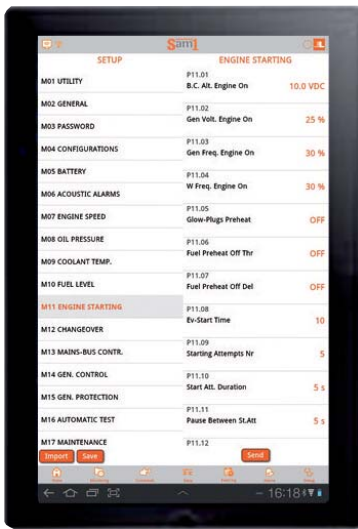 Sam1
SETUP
ENGINE STARTING
M01 UTILITY
M02 GENERAL
M03 PASSWORD
M04 CONFIGURATIONS
M05 BATTERY
M06 ACOUSTIC ALARMS
M07 ENGINE SPEED
M08 OIL PRESSURE
M09 COOLANT TEMP.
M10 FUEL LEVEL
M11 ENGINE STARTING
M12 CHANGEOVER
M13 MAINS-BUS CONTR.
M14 GEN. CONTROL
M15 GEN. PROTECTION
M16 AUTOMATIC TEST
M17 MAINTENANCE
P11.01
B.C. Alt. Engine On 10.0 VDC
P11.02
Gen Volt. Engine On 25 %
P11.03
Gen Freq. Engine On 30 %
P11.04
W Freq. Engine On 30 %
P11.05
Glow-Plugs Preheat OFF
P11.06
Fuel Preheat Off Thr OFF
P11.07
Fuel Preheat Off Del OFF
P11.08
Ev-Start Time 10
P11.09
Starting Attempts Nr 5
P11.10
Start Att. Duration 5 s
P11.11
Pause Between St.Att 5 s
P11.12
Import Save Send
16:18